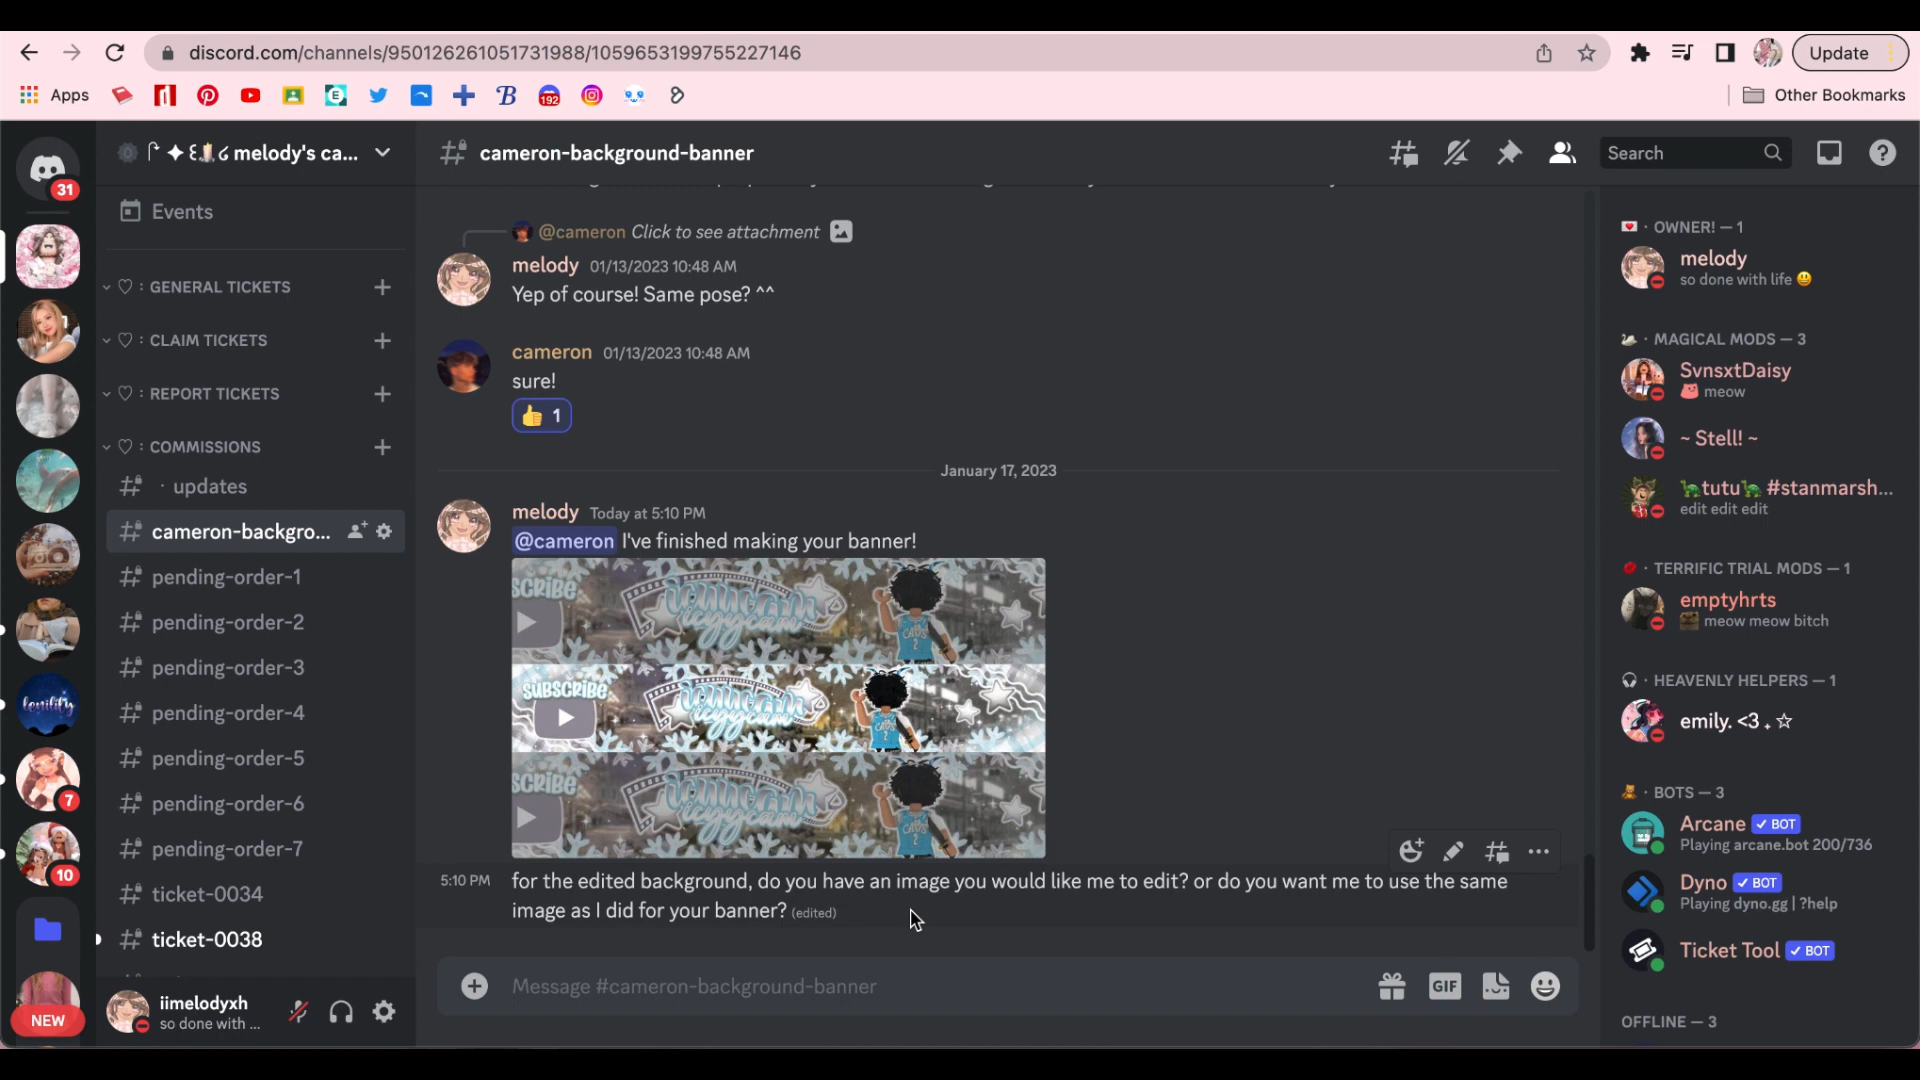 discord.com/channels/950126261051731988/1059653199755227146
Update
Apps
192
Other Bookmarks
31
melody's ca...
cameron-background-banner
Search
Events
GENERAL TICKETS
CLAIM TICKETS
REPORT TICKETS
COMMISSIONS
updates
cameron-backgro...
pending-order-1
pending-order-2
pending-order-3
pending-order-4
pending-order-5
pending-order-6
pending-order-7
ticket-0034
ticket-0038
7
10
NEW
iimelodyxh
so done with ...
@cameron Click to see attachment
melody 01/13/2023 10:48 AM
Yep of course! Same pose? ^^
cameron 01/13/2023 10:48 AM
sure!
👍 1
January 17, 2023
melody Today at 5:10 PM
@cameron I've finished making your banner!
SCRIBE
SUBSCRIBE
SCRIBE
5:10 PM for the edited background, do you have an image you would like me to edit? or do you want me to use the same
image as I did for your banner? (edited)
Message #cameron-background-banner
GIF
OWNER! — 1
melody
so done with life 😃
MAGICAL MODS — 3
SvnsxtDaisy
meow
~ Stell! ~
🐢tutu🐢 #stanmarsh...
edit edit edit
TERRIFIC TRIAL MODS — 1
emptyhrts
meow meow bitch
HEAVENLY HELPERS — 1
emily. <3 ₊ ☆
BOTS — 3
Arcane ✓ BOT
Playing arcane.bot 200/736
Dyno ✓ BOT
Playing dyno.gg | ?help
Ticket Tool ✓ BOT
OFFLINE — 3